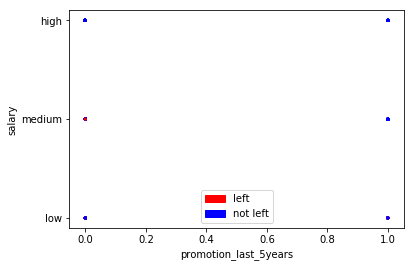 high
medium
low
salary
left
not left
0.0 0.2 0.4 0.6 0.8 1.0
promotion_last_5years